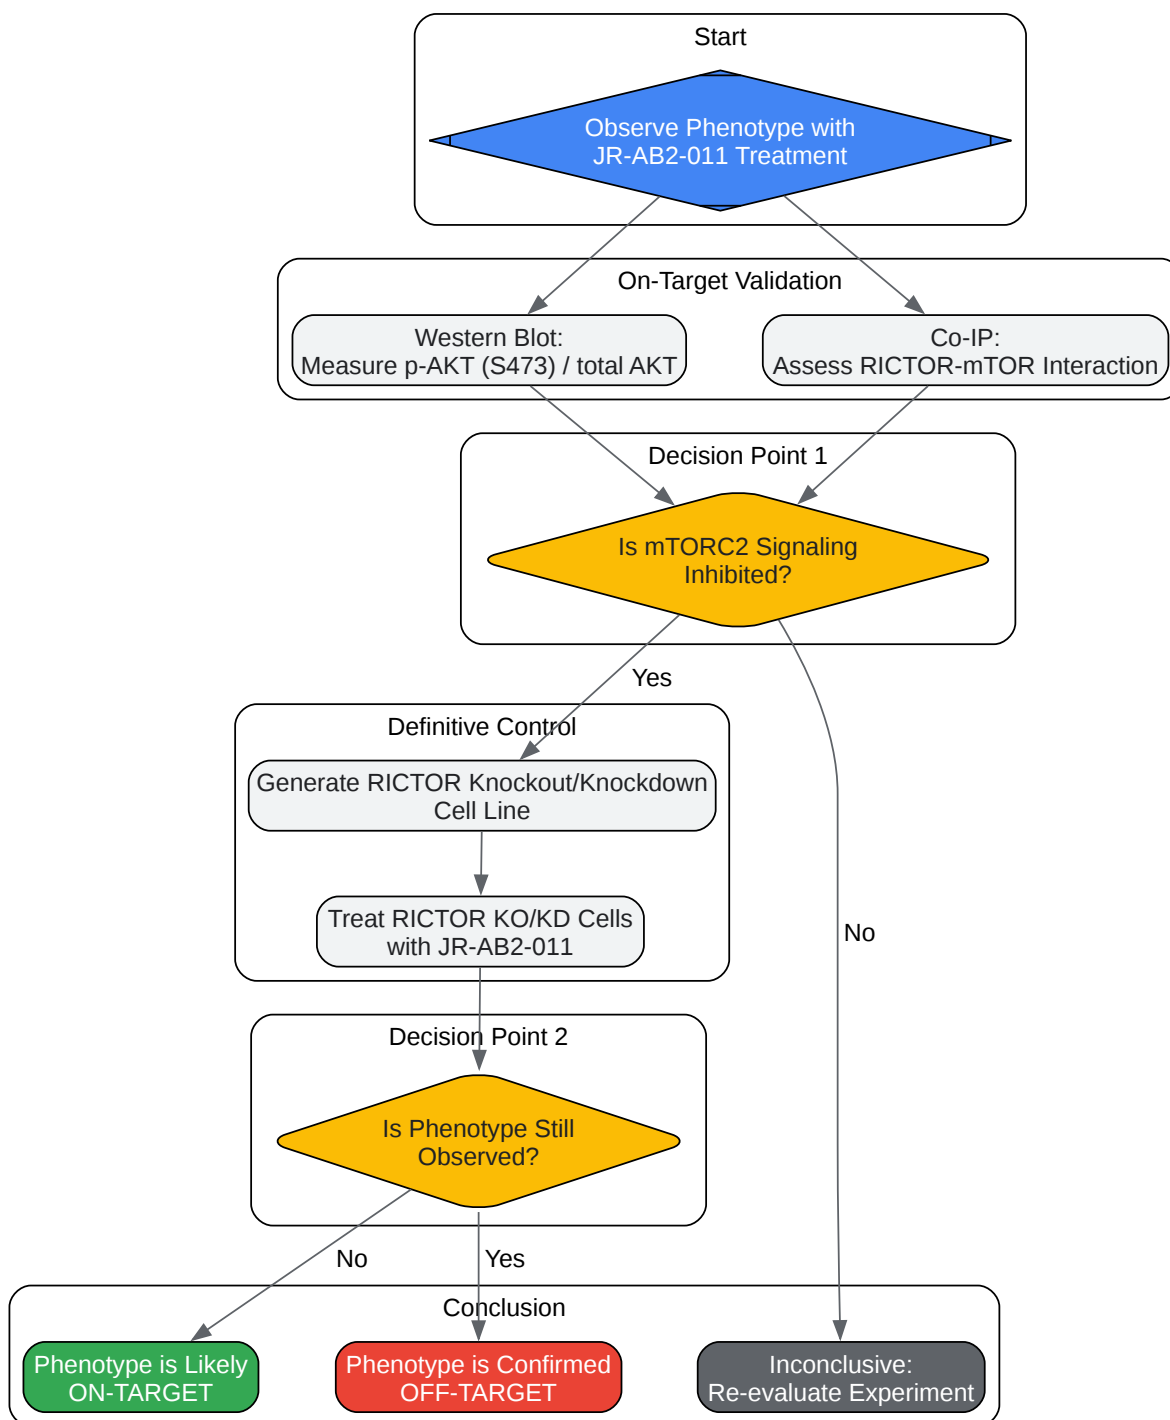 Start
Observe Phenotype with
JR-AB2-011 Treatment
On-Target Validation
Western Blot:
Measure p-AKT (S473) / total AKT
Co-IP:
Assess RICTOR-mTOR Interaction
Decision Point 1
Is mTORC2 Signaling
Inhibited?
Yes
No
Definitive Control
Generate RICTOR Knockout/Knockdown
Cell Line
Treat RICTOR KO/KD Cells
with JR-AB2-011
Decision Point 2
Is Phenotype Still
Observed?
No
Yes
Conclusion
Phenotype is Likely
ON-TARGET
Phenotype is Confirmed
OFF-TARGET
Inconclusive:
Re-evaluate Experiment